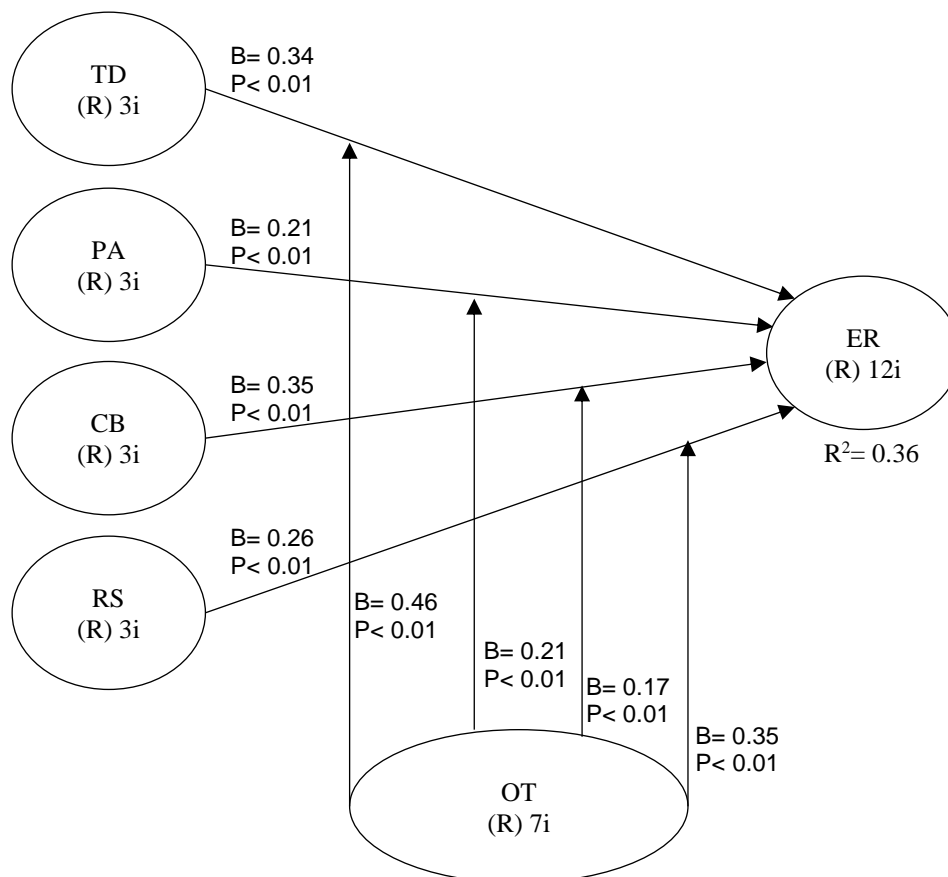 TD
(R) 3i
B= 0.34
P< 0.01
PA
(R) 3i
B= 0.21
P< 0.01
CB
(R) 3i
B= 0.35
P< 0.01
RS
(R) 3i
B= 0.26
P< 0.01
ER
(R) 12i
R²= 0.36
B= 0.46
P< 0.01
B= 0.21
P< 0.01
B= 0.17
P< 0.01
B= 0.35
P< 0.01
OT
(R) 7i